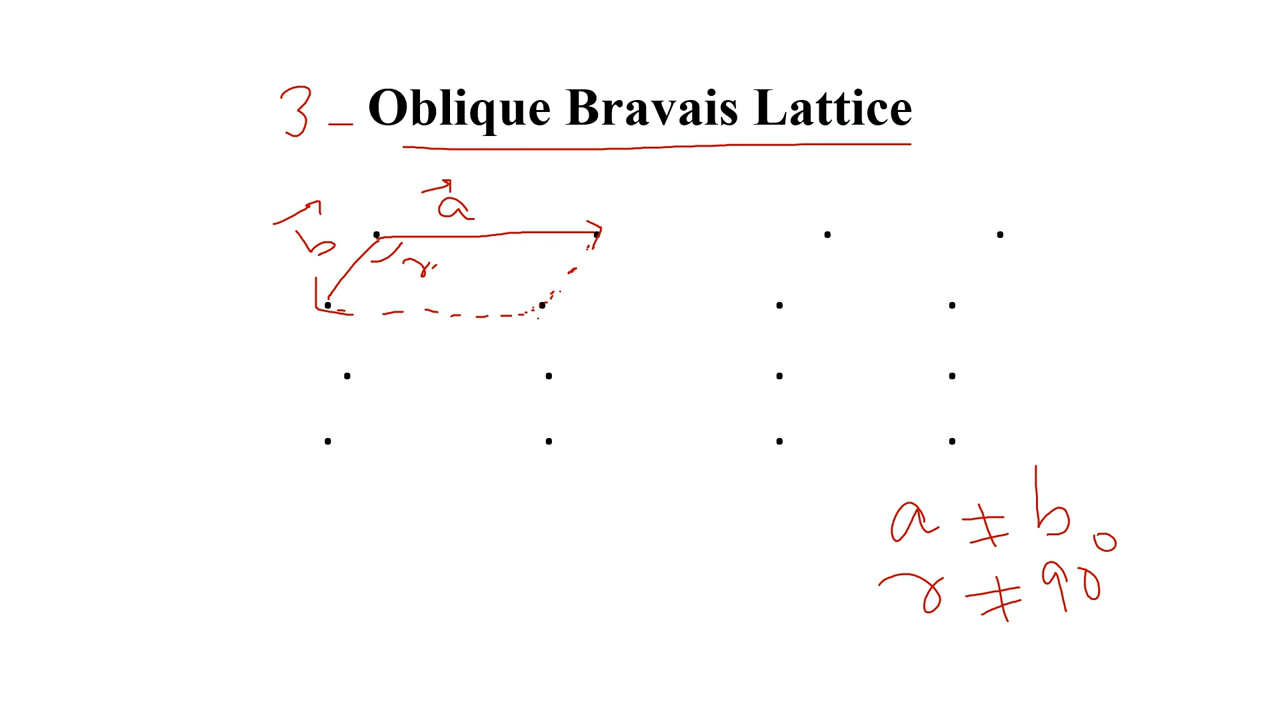 3 - Oblique Bravais Lattice
a
b
γ
a ≠ b
γ ≠ 90°